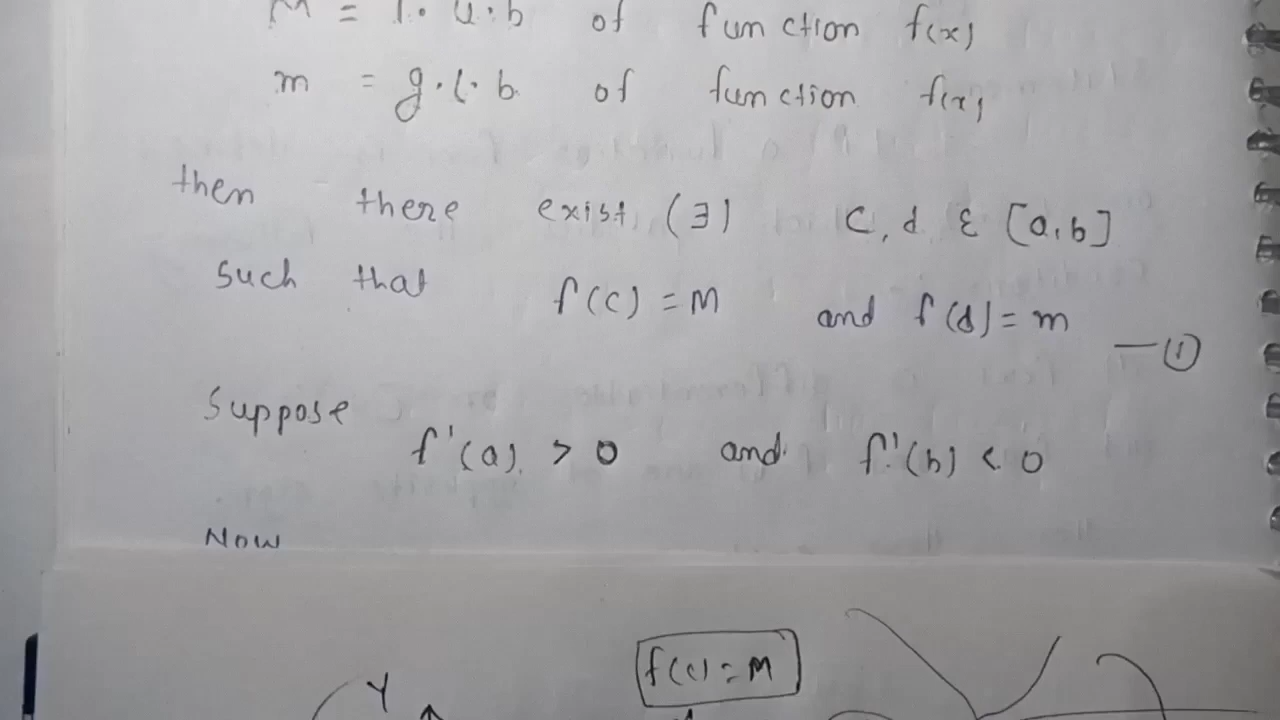 M = l.u.b of function f(x)
m = g.l.b. of function f(x)
then there exist (∃) c, d ε [a,b]
such that f(c) = M and f(d) = m —①
Suppose
f'(a) > 0 and f'(b) < 0
Now
f(c) = M
Y